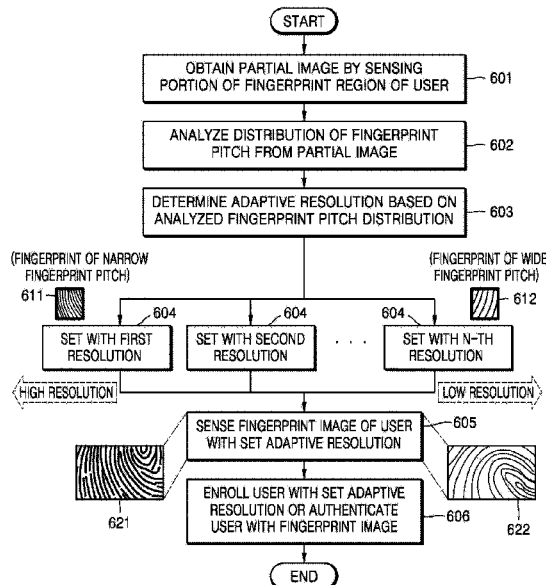 START
OBTAIN PARTIAL IMAGE BY SENSING
PORTION OF FINGERPRINT REGION OF USER
601
ANALYZE DISTRIBUTION OF FINGERPRINT
PITCH FROM PARTIAL IMAGE
602
DETERMINE ADAPTIVE RESOLUTION BASED ON
ANALYZED FINGERPRINT PITCH DISTRIBUTION
603
(FINGERPRINT OF NARROW
FINGERPRINT PITCH)
611
(FINGERPRINT OF WIDE
FINGERPRINT PITCH)
612
604
SET WITH FIRST
RESOLUTION
604
SET WITH SECOND
RESOLUTION
. . .
604
SET WITH N-TH
RESOLUTION
HIGH RESOLUTION
LOW RESOLUTION
SENSE FINGERPRINT IMAGE OF USER
WITH SET ADAPTIVE RESOLUTION
605
621
622
ENROLL USER WITH SET ADAPTIVE
RESOLUTION OR AUTHENTICATE
USER WITH FINGERPRINT IMAGE
606
END